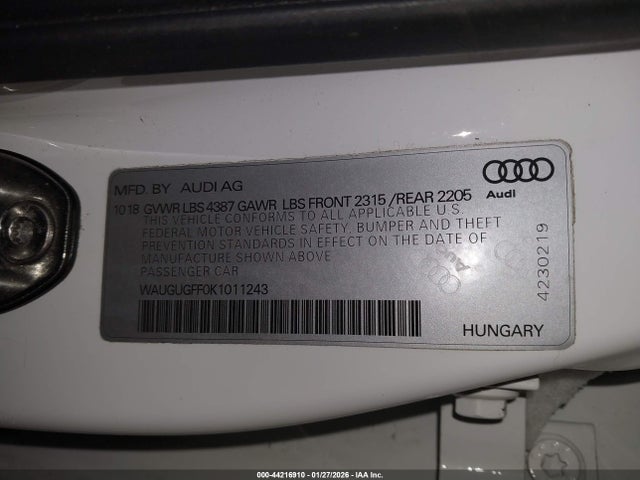 MFD. BY AUDI AG
1018 GVWR LBS 4387 GAWR LBS FRONT 2315 / REAR 2205
THIS VEHICLE CONFORMS TO ALL APPLICABLE U.S.
FEDERAL MOTOR VEHICLE SAFETY, BUMPER AND THEFT
PREVENTION STANDARDS IN EFFECT ON THE DATE OF
MANUFACTURE SHOWN ABOVE
PASSENGER CAR
WAUGUGFF0K1011243
Audi
4230219
HUNGARY
000-44216910 - 01/27/2026 - IAA Inc.